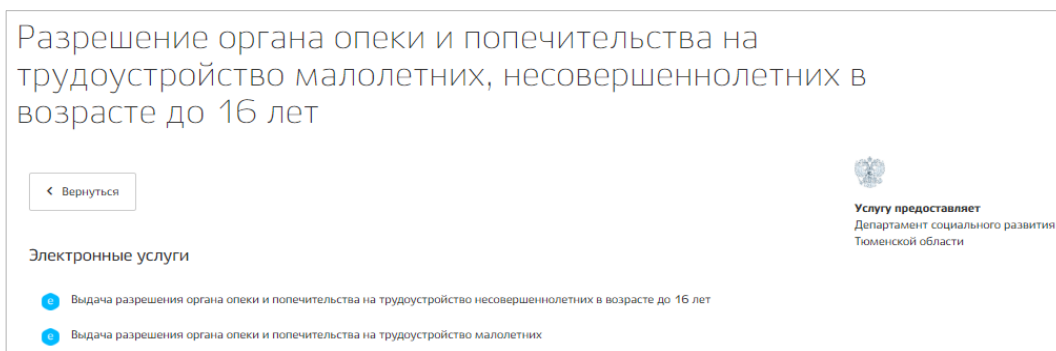 Разрешение органа опеки и попечительства на
трудоустройство малолетних, несовершеннолетних в
возрасте до 16 лет
Вернуться
Услугу предоставляет
Департамент социального развития
Тюменской области
Электронные услуги
е Выдача разрешения органа опеки и попечительства на трудоустройство несовершеннолетних в возрасте до 16 лет
е Выдача разрешения органа опеки и попечительства на трудоустройство малолетних